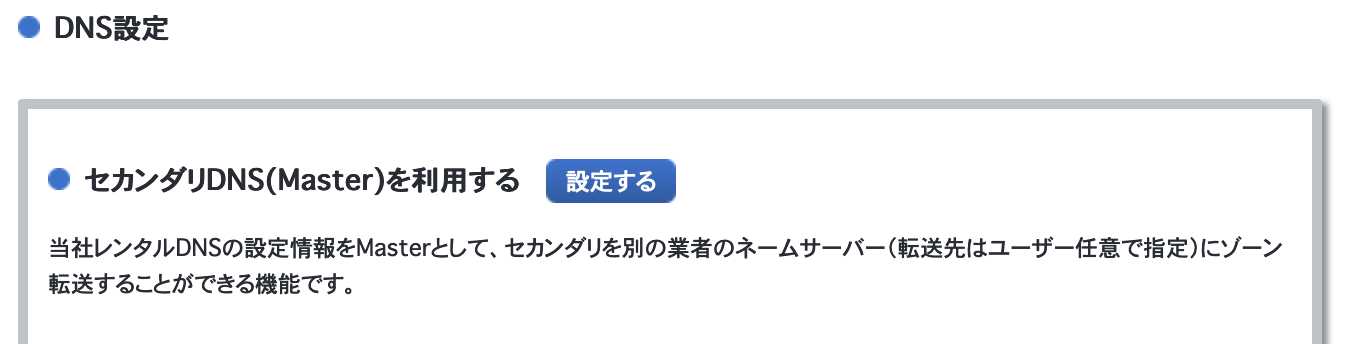 DNS設定
セカンダリDNS(Master)を利用する 設定する
当社レンタルDNSの設定情報をMasterとして、セカンダリを別の業者のネームサーバー(転送先はユーザー任意で指定)にゾーン
転送することができる機能です。